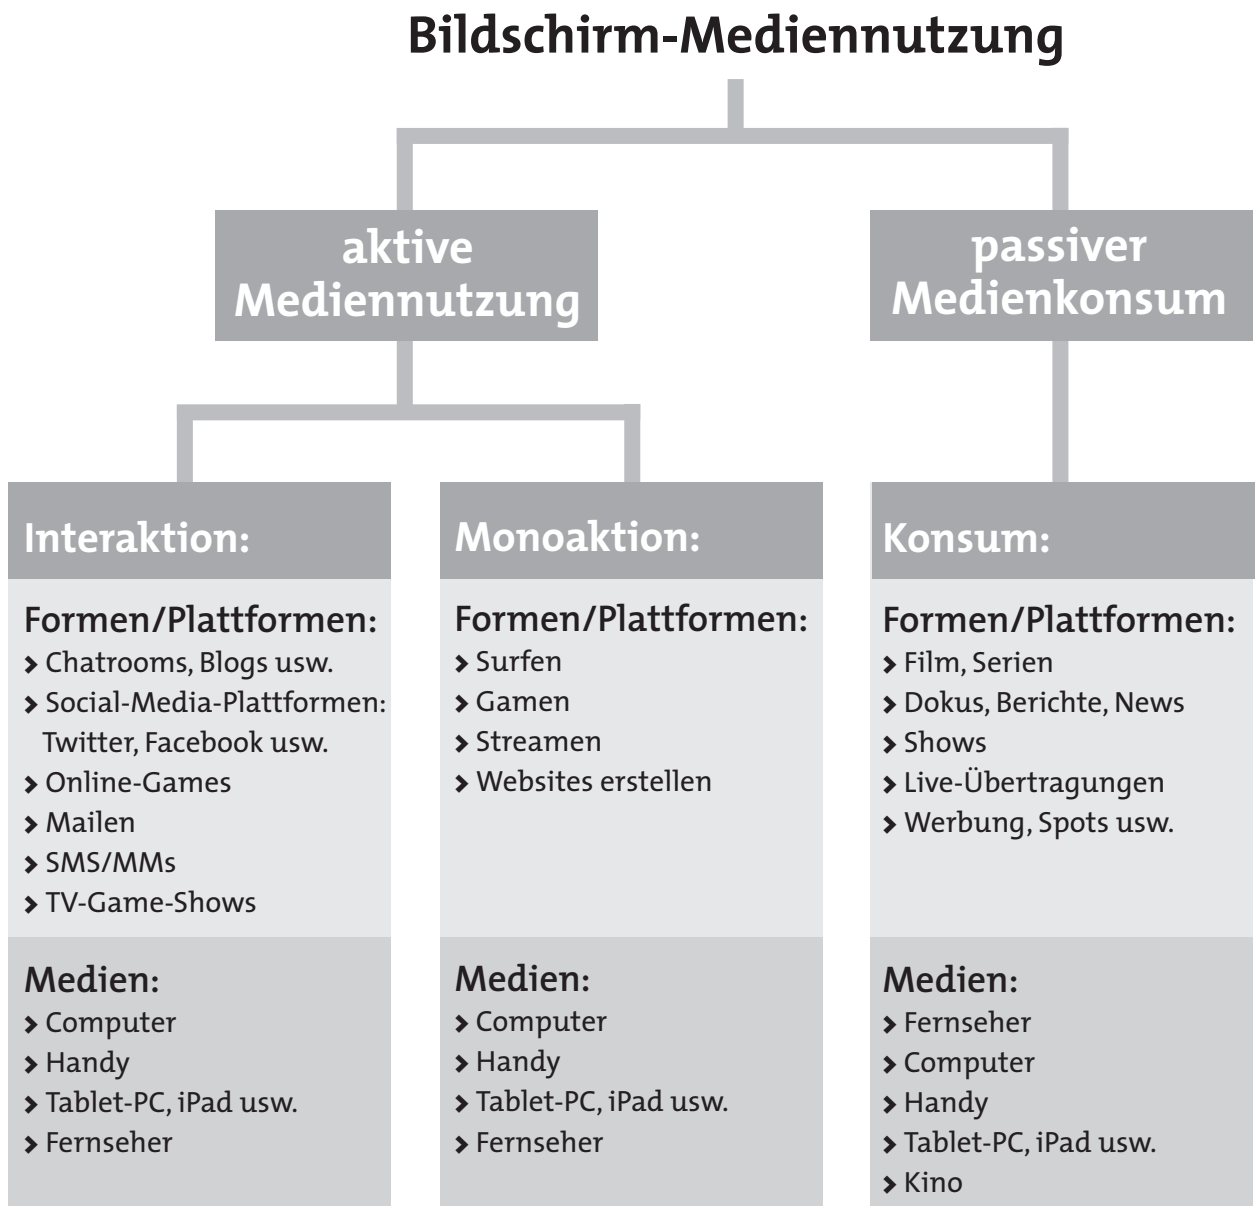 Bildschirm-Mediennutzung
aktive
Mediennutzung
passiver
Medienkonsum
Interaktion:
Formen/Plattformen:
› Chatrooms, Blogs usw.
› Social-Media-Plattformen:
Twitter, Facebook usw.
› Online-Games
› Mailen
› SMS/MMs
› TV-Game-Shows
Medien:
› Computer
› Handy
› Tablet-PC, iPad usw.
› Fernseher
Monoaktion:
Formen/Plattformen:
› Surfen
› Gamen
› Streamen
› Websites erstellen
Medien:
› Computer
› Handy
› Tablet-PC, iPad usw.
› Fernseher
Konsum:
Formen/Plattformen:
› Film, Serien
› Dokus, Berichte, News
› Shows
› Live-Übertragungen
› Werbung, Spots usw.
Medien:
› Fernseher
› Computer
› Handy
› Tablet-PC, iPad usw.
› Kino